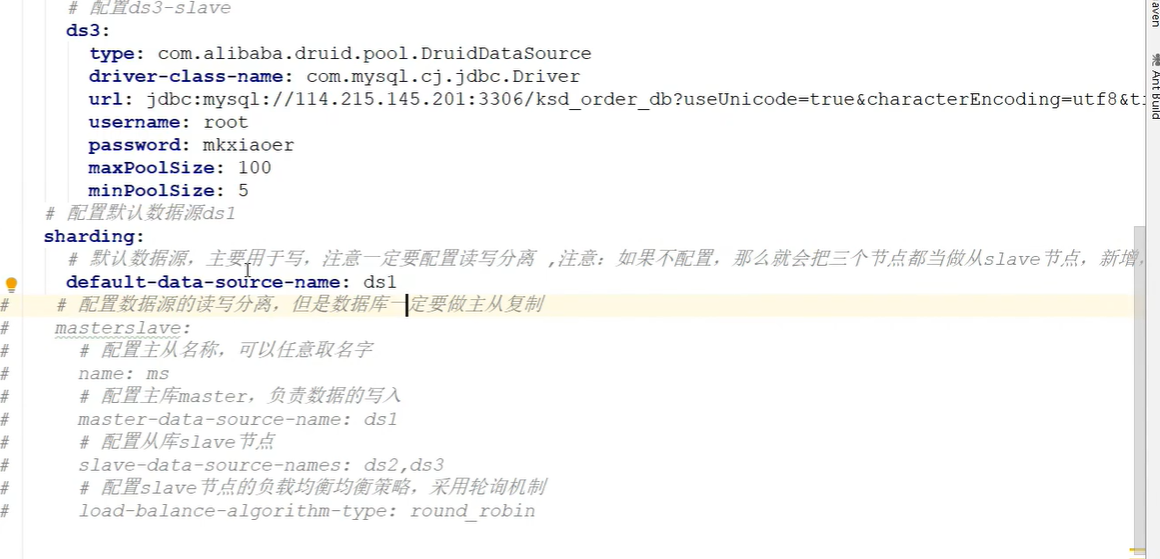 # 配置ds3-slave
ds3:
type: com.alibaba.druid.pool.DruidDataSource
driver-class-name: com.mysql.cj.jdbc.Driver
url: jdbc:mysql://114.215.145.201:3306/ksd_order_db?useUnicode=true&characterEncoding=utf8&ti
username: root
password: mkxiaoer
maxPoolSize: 100
minPoolSize: 5
# 配置默认数据源ds1
sharding:
# 默认数据源，主要用于写，注意一定要配置读写分离 ,注意：如果不配置，那么就会把三个节点都当做从slave节点，新增，
default-data-source-name: ds1
# # 配置数据源的读写分离，但是数据库一定要做主从复制
# masterslave:
# # 配置主从名称，可以任意取名字
# name: ms
# # 配置主库master，负责数据的写入
# master-data-source-name: ds1
# # 配置从库slave节点
# slave-data-source-names: ds2,ds3
# # 配置slave节点的负载均衡均衡策略，采用轮询机制
# load-balance-algorithm-type: round_robin
aven
Ant Build